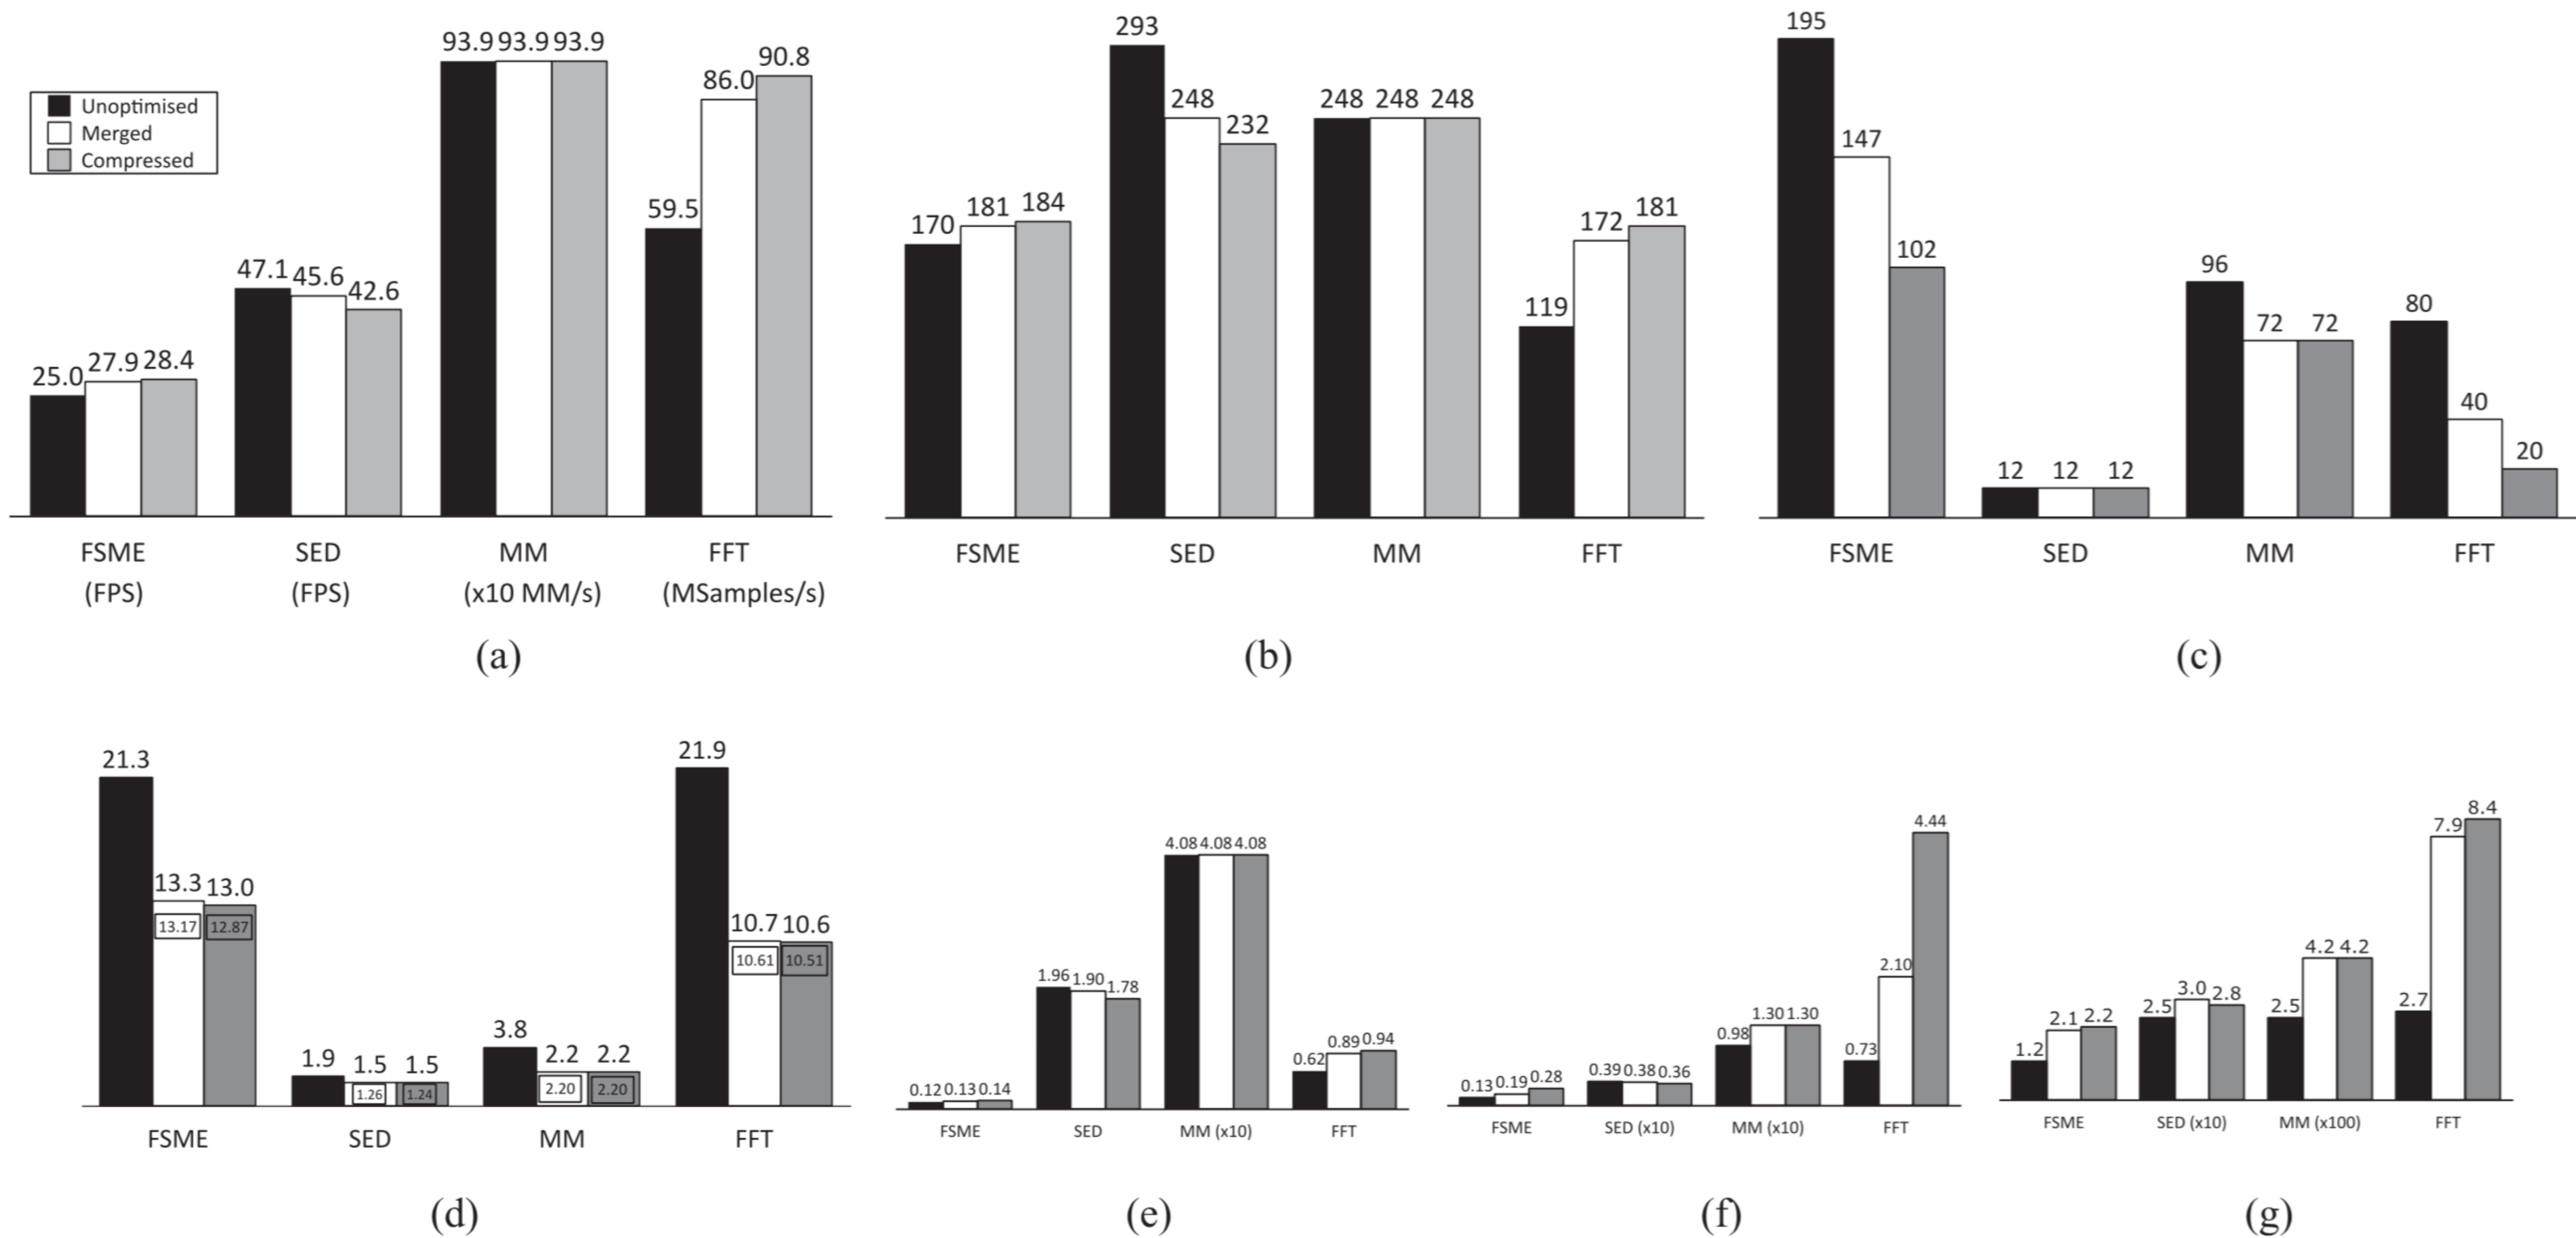 Unoptimised
Merged
Compressed
25.0 27.9 28.4
47.1 45.6 42.6
93.9 93.9 93.9
59.5 86.0 90.8
FSME SED MM FFT
(FPS) (FPS) (x10 MM/s) (MSamples/s)
(a)
170 181 184
293 248 232
248 248 248
119 172 181
FSME SED MM FFT
(b)
195 147 102
12 12 12
96 72 72
80 40 20
FSME SED MM FFT
(c)
21.3 13.3 13.0
13.17 12.87
1.9 1.5 1.5
1.26 1.24
3.8 2.2 2.2
2.20 2.20
21.9 10.7 10.6
10.61 10.51
FSME SED MM FFT
(d)
0.12 0.13 0.14
1.96 1.90 1.78
4.08 4.08 4.08
0.62 0.89 0.94
FSME SED MM (x10) FFT
(e)
0.13 0.19 0.28
0.39 0.38 0.36
0.98 1.30 1.30
0.73 2.10 4.44
FSME SED (x10) MM (x10) FFT
(f)
1.2 2.1 2.2
2.5 3.0 2.8
2.5 4.2 4.2
2.7 7.9 8.4
FSME SED (x10) MM (x100) FFT
(g)